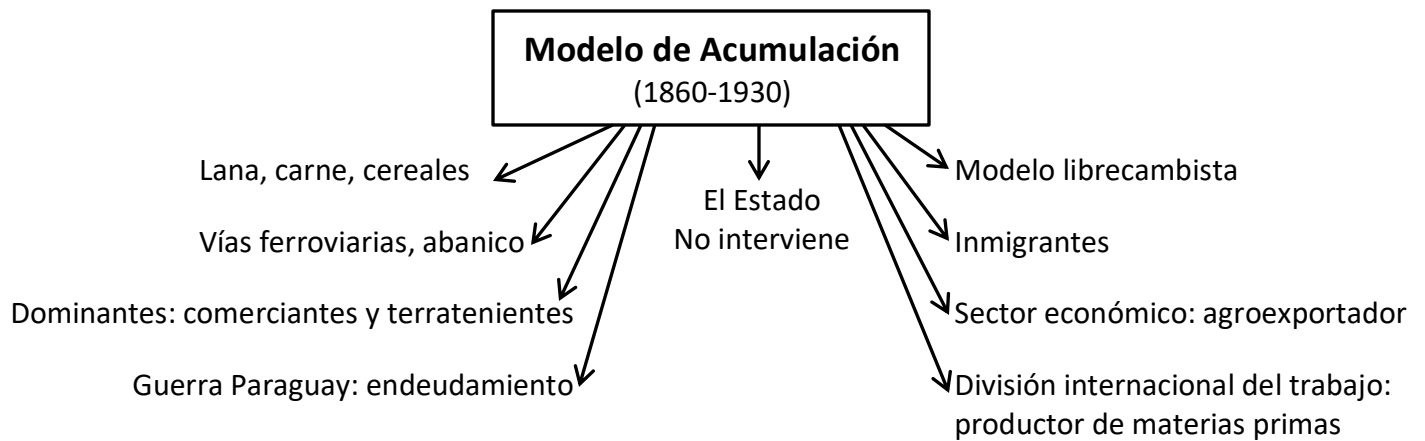 Modelo de Acumulación
(1860-1930)
Lana, carne, cereales
Vías ferroviarias, abanico
Dominantes: comerciantes y terratenientes
Guerra Paraguay: endeudamiento
El Estado
No interviene
Modelo librecambista
Inmigrantes
Sector económico: agroexportador
División internacional del trabajo:
productor de materias primas